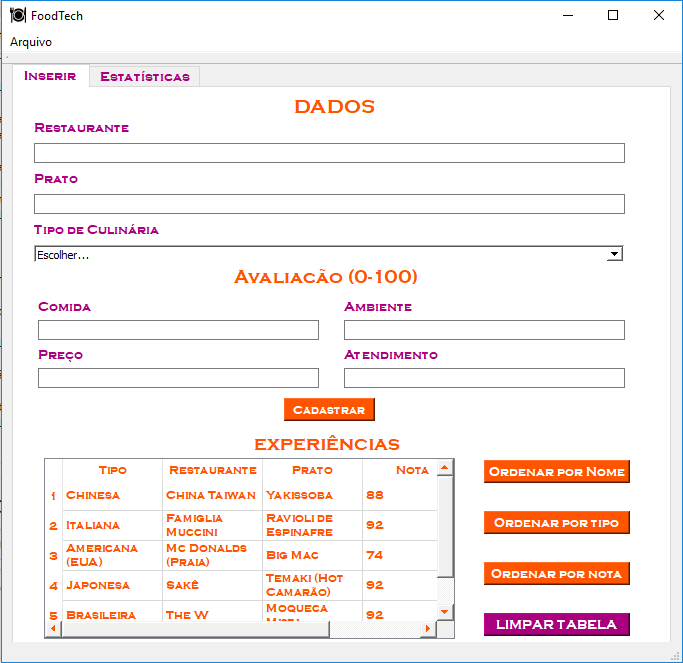 FoodTech
Arquivo
Inserir Estatísticas
DADOS
Restaurante
Prato
Tipo de Culinária
Escolher...
Avaliacão (0-100)
Comida Ambiente
Preço Atendimento
Cadastrar
EXPERIÊNCIAS
Tipo Restaurante Prato Nota
1 Chinesa China Taiwan Yakissoba 88
2 Italiana Famiglia Muccini Ravioli de Espinafre 92
3 Americana (EUA) Mc Donalds (Praia) Big Mac 74
4 Japonesa Sakê Temaki (Hot Camarão) 92
5 Brasileira The W Moqueca 92
Ordenar por Nome
Ordenar por tipo
Ordenar por nota
LIMPAR TABELA